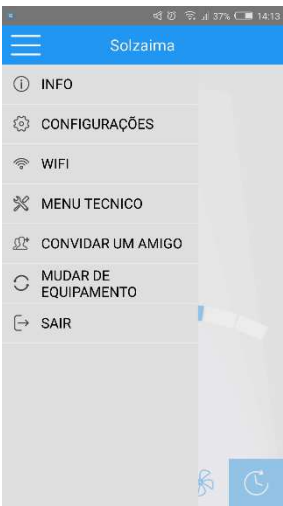 37% 14:13
Solzaima
INFO
CONFIGURAÇÕES
WIFI
MENU TECNICO
CONVIDAR UM AMIGO
MUDAR DE
EQUIPAMENTO
SAIR